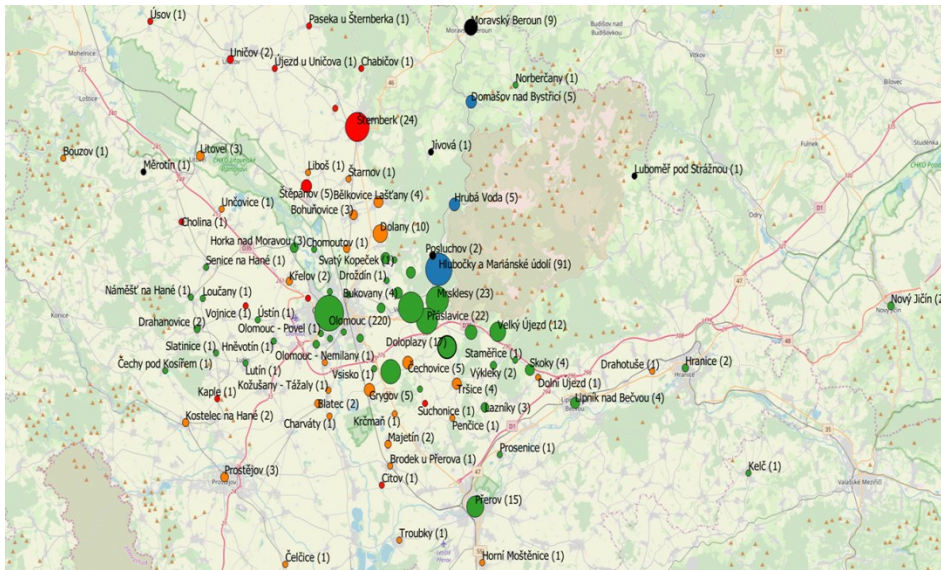 Úsov (1)
Paseka u Šternberka (1)
Moravský Beroun (9)
Uničov (2)
Újezd u Uničova (1)
Chabičov (1)
Norberčany (1)
Domašov nad Bystřicí (5)
Šternberk (24)
Bouzov (1)
Litovel (3)
Měrotín (1)
Jívová (1)
Luboměř pod Strážnou (1)
Liboš (1)
Štarnov (1)
Štěpánov (5)
Bělkovice Lašťany (4)
Hrubá Voda (5)
Unčovice (1)
Bohuňovice (3)
Cholina (1)
Dolany (10)
Horka nad Moravou (3)
Chomoutov (1)
Posluchov (2)
Senice na Hané (1)
Svatý Kopeček (1)
Hlubočky a Mariánské údolí (91)
Křelov (2)
Droždín (1)
Náměšť na Hané (1)
Loučany (1)
Bukovany (4)
Mrsklesy (23)
Nový Jičín (2
Vojnice (1)
Ústín (1)
Olomouc (220)
Přáslavice (22)
Drahanovice (2)
Olomouc - Povel (1)
Velký Újezd (12)
Slatinice (1)
Hněvotín (1)
Olomouc - Nemilany (1)
Doloplazy (17)
Staměřice (1)
Čechy pod Kosířem (1)
Lutín (1)
Vsisko (1)
Čechovice (5)
Výkleky (2)
Skoky (4)
Drahotuše (1)
Hranice (2)
Kaple (1)
Kožušany - Tážaly (1)
Grygov (5)
Tršice (4)
Dolní Újezd (1)
Kostelec na Hané (2)
Blatec (2)
Suchonice (1)
Lazníky (3)
Lipník nad Bečvou (4)
Charváty (1)
Krčmaň (1)
Penčice (1)
Majetín (2)
Prosenice (1)
Prostějov (3)
Brodek u Přerova (1)
Kelč (1)
Citov (1)
Přerov (15)
Troubky (1)
Čelčice (1)
Horní Moštěnice (1)